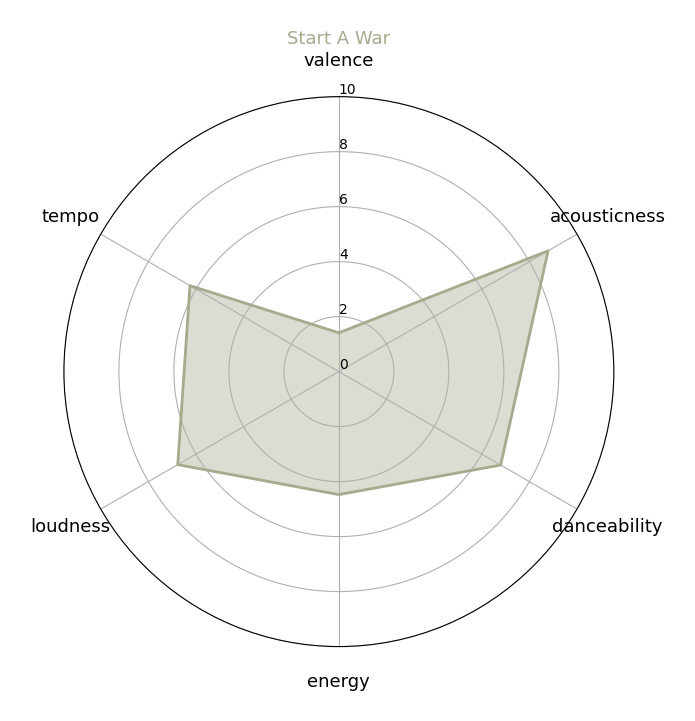 Start A War
valence
10
8
6
4
2
0
tempo
acousticness
loudness
danceability
energy